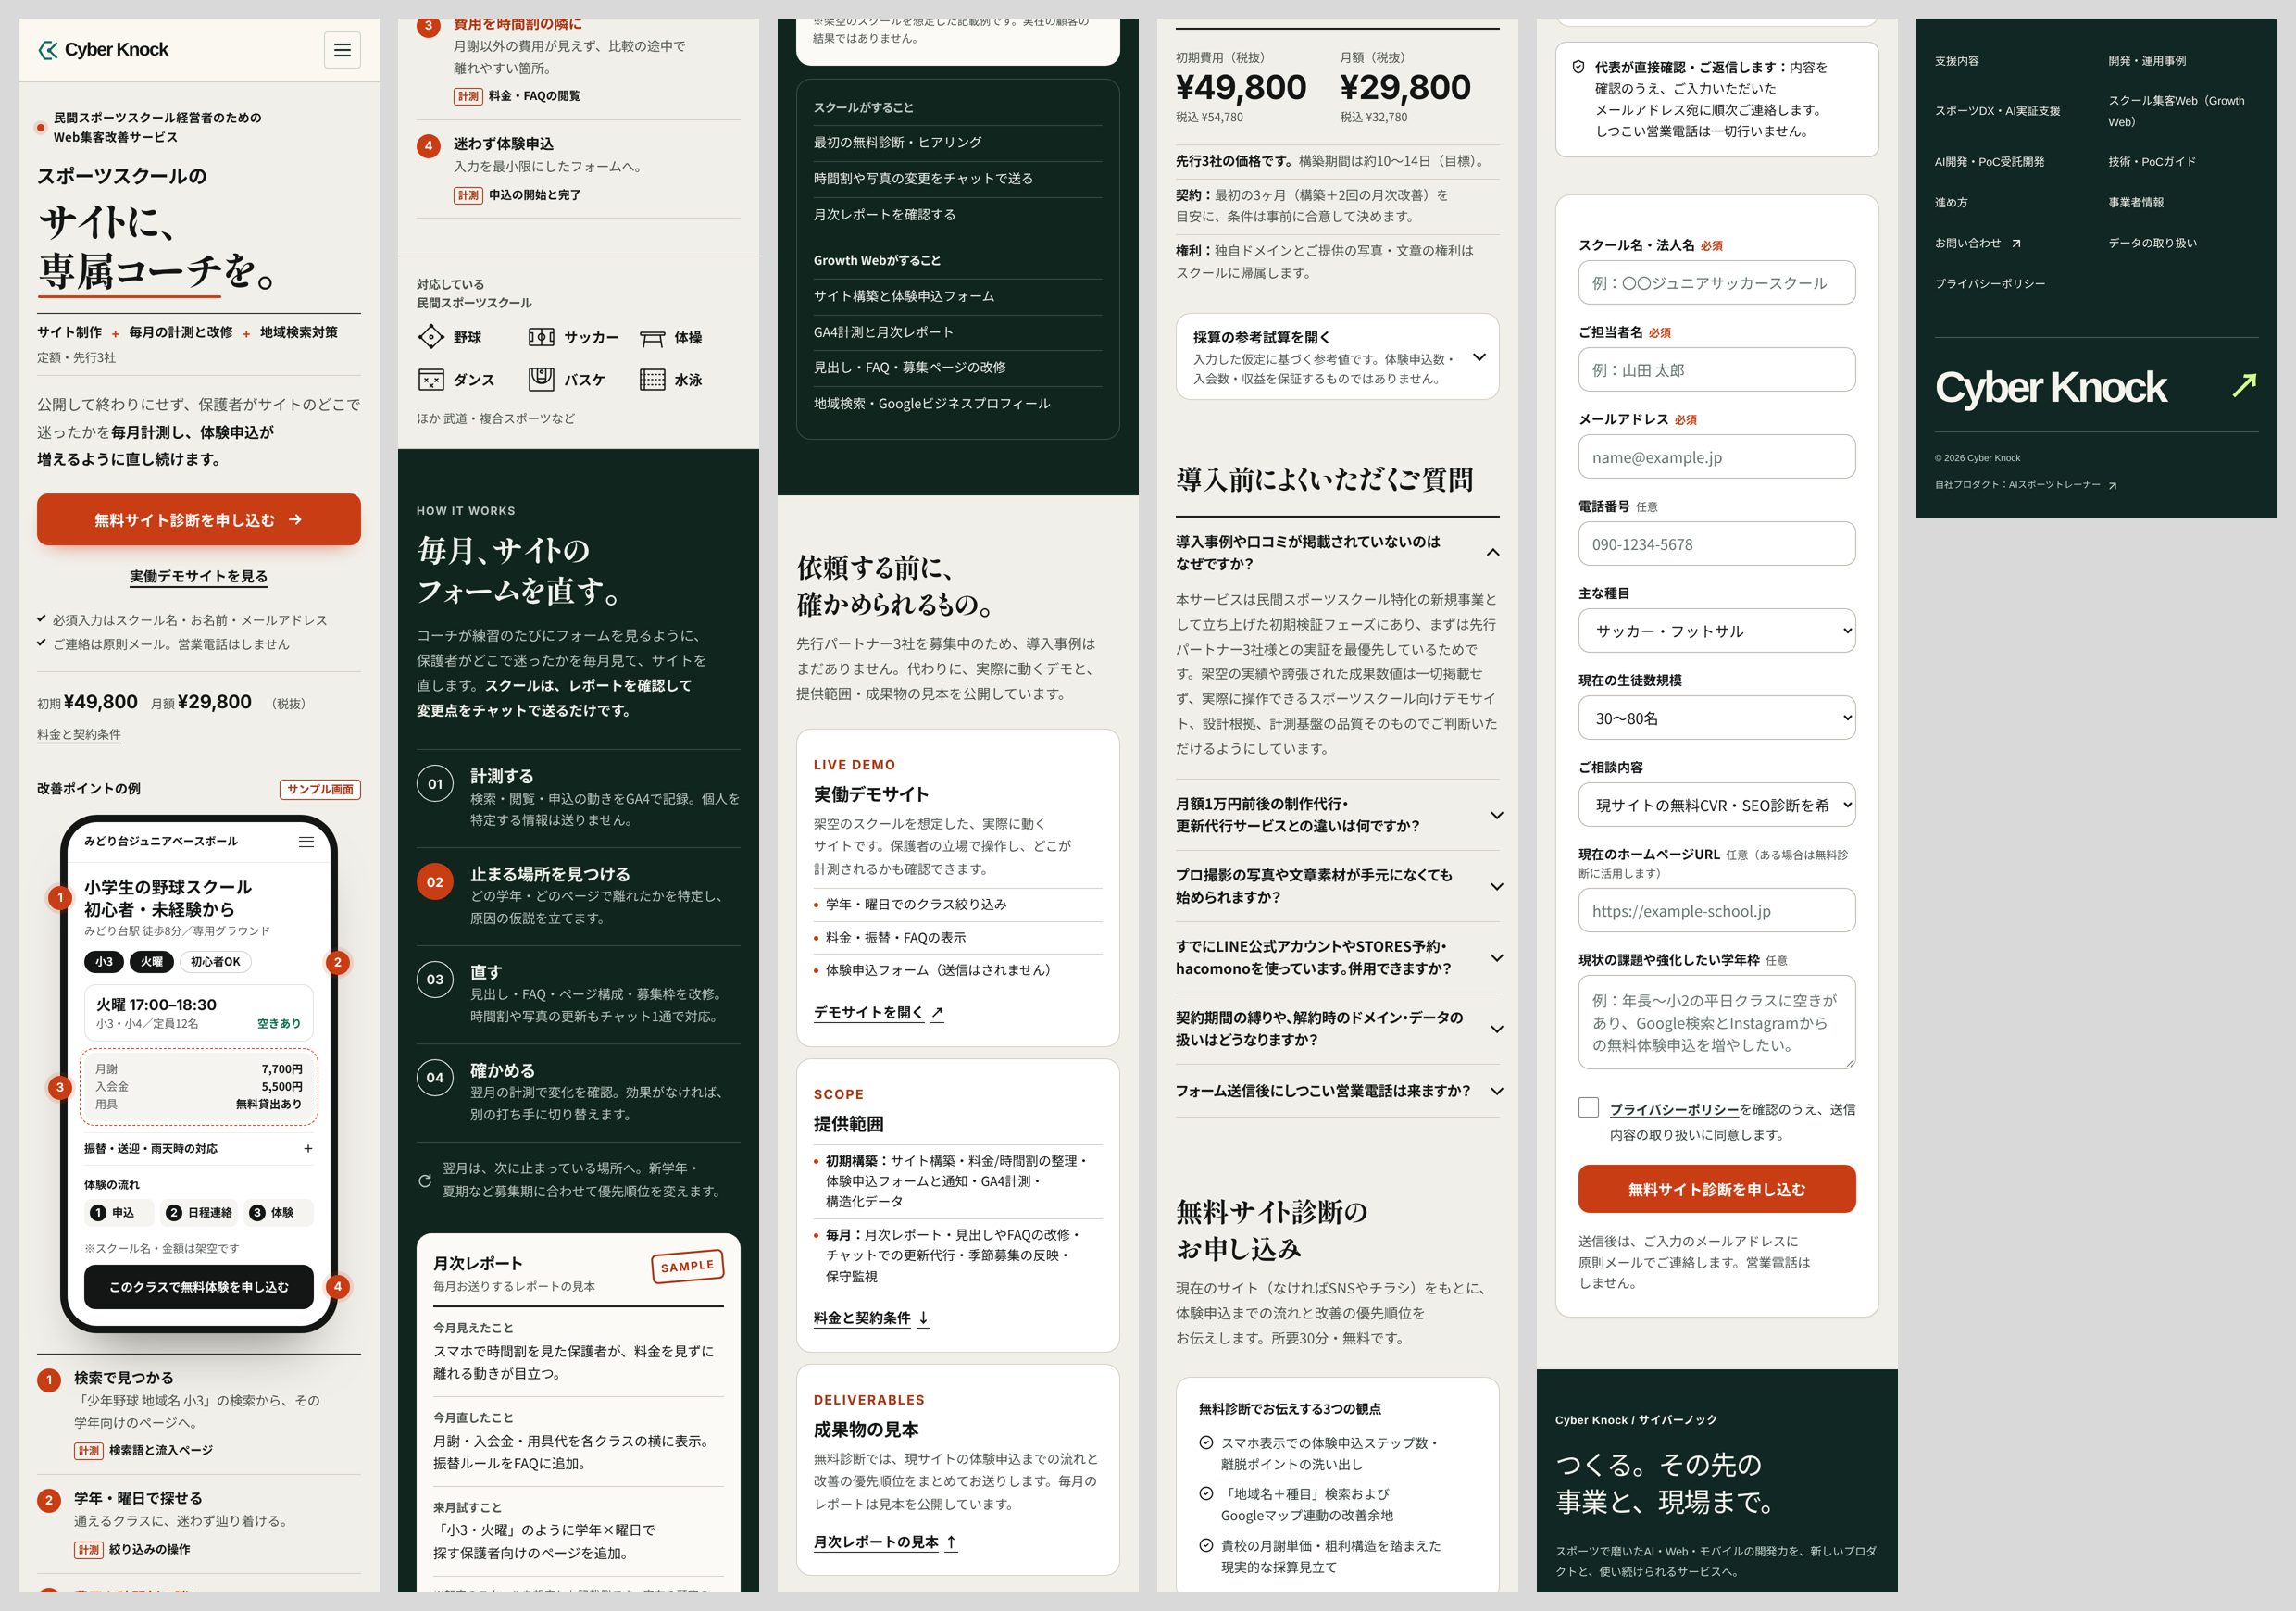 Cyber Knock
民間スポーツスクール経営者のための
Web集客改善サービス
スポーツスクールの
サイトに、
専属コーチを。
サイト制作 + 毎月の計測と改修 + 地域検索対策
定額・先行3社
公開して終わりにせず、保護者がサイトのどこで
迷ったかを毎月計測し、体験申込が
増えるように直し続けます。
無料サイト診断を申し込む →
実働デモサイトを見る
必須入力はスクール名・お名前・メールアドレス
ご連絡は原則メール。営業電話はしません
初期 ¥49,800 月額 ¥29,800 （税抜）
料金と契約条件
改善ポイントの例 サンプル画面
みどり台ジュニアベースボール
小学生の野球スクール
初心者・未経験から
みどり台駅 徒歩8分／専用グラウンド
1
小3 火曜 初心者OK
2
火曜 17:00–18:30
小3・小4／定員12名 空きあり
月謝 7,700円
3
入会金 5,500円
用具 無料貸出あり
振替・送迎・雨天時の対応 +
体験の流れ
1 申込 2 日程連絡 3 体験
※スクール名・金額は架空です
このクラスで無料体験を申し込む
4
1 検索で見つかる
「少年野球 地域名 小3」の検索から、その
学年向けのページへ。
計測 検索語と流入ページ
2 学年・曜日で探せる
通えるクラスに、迷わず辿り着ける。
計測 絞り込みの操作
3 費用を時間割の隣に
月謝以外の費用が見えず、比較の途中で
離れやすい箇所。
計測 料金・FAQの閲覧
4 迷わず体験申込
入力を最小限にしたフォームへ。
計測 申込の開始と完了
対応している
民間スポーツスクール
野球 サッカー 体操
ダンス バスケ 水泳
ほか 武道・複合スポーツなど
HOW IT WORKS
毎月、サイトの
フォームを直す。
コーチが練習のたびにフォームを見るように、
保護者がどこで迷ったかを毎月見て、サイトを
直します。スクールは、レポートを確認して
変更点をチャットで送るだけです。
01 計測する
検索・閲覧・申込の動きをGA4で記録。個人を
特定する情報は送りません。
02 止まる場所を見つける
どの学年・どのページで離れたかを特定し、
原因の仮説を立てます。
03 直す
見出し・FAQ・ページ構成・募集枠を改修。
時間割や写真の更新もチャット1通で対応。
04 確かめる
翌月の計測で変化を確認。効果がなければ、
別の打ち手に切り替えます。
翌月は、次に止まっている場所へ。新学年・
夏期など募集期に合わせて優先順位を変えます。
月次レポート SAMPLE
毎月お送りするレポートの見本
今月見えたこと
スマホで時間割を見た保護者が、料金を見ずに
離れる動きが目立つ。
今月直したこと
月謝・入会金・用具代を各クラスの横に表示。
振替ルールをFAQに追加。
来月試すこと
「小3・火曜」のように学年×曜日で
探す保護者向けのページを追加。
※架空のスクールを想定した記載例です。実在の顧客の
結果ではありません。
スクールがすること
最初の無料診断・ヒアリング
時間割や写真の変更をチャットで送る
月次レポートを確認する
Growth Webがすること
サイト構築と体験申込フォーム
GA4計測と月次レポート
見出し・FAQ・募集ページの改修
地域検索・Googleビジネスプロフィール
依頼する前に、
確かめられるもの。
先行パートナー3社を募集中のため、導入事例は
まだありません。代わりに、実際に動くデモと、
提供範囲・成果物の見本を公開しています。
LIVE DEMO
実働デモサイト
架空のスクールを想定した、実際に動く
サイトです。保護者の立場で操作し、どこが
計測されるかも確認できます。
学年・曜日でのクラス絞り込み
料金・振替・FAQの表示
体験申込フォーム（送信はされません）
デモサイトを開く ↗
SCOPE
提供範囲
初期構築：サイト構築・料金/時間割の整理・
体験申込フォームと通知・GA4計測・
構造化データ
毎月：月次レポート・見出しやFAQの改修・
チャットでの更新代行・季節募集の反映・
保守監視
料金と契約条件 ↓
DELIVERABLES
成果物の見本
無料診断では、現サイトの体験申込までの流れと
改善の優先順位をまとめてお送りします。毎月の
レポートは見本を公開しています。
月次レポートの見本 ↑
初期費用（税抜） 月額（税抜）
¥49,800 ¥29,800
税込 ¥54,780 税込 ¥32,780
先行3社の価格です。構築期間は約10〜14日（目標）。
契約：最初の3ヶ月（構築＋2回の月次改善）を
目安に、条件は事前に合意して決めます。
権利：独自ドメインとご提供の写真・文章の権利は
スクールに帰属します。
採算の参考試算を開く
入力した仮定に基づく参考値です。体験申込数・
入会数・収益を保証するものではありません。
導入前によくいただくご質問
導入事例や口コミが掲載されていないのは
なぜですか？
本サービスは民間スポーツスクール特化の新規事業と
して立ち上げた初期検証フェーズにあり、まずは先行
パートナー3社様との実証を最優先しているためで
す。架空の実績や誇張された成果数値は一切掲載せ
ず、実際に操作できるスポーツスクール向けデモサイ
ト、設計根拠、計測基盤の品質そのものでご判断いた
だけるようにしています。
月額1万円前後の制作代行・
更新代行サービスとの違いは何ですか？
プロ撮影の写真や文章素材が手元になくても
始められますか？
すでにLINE公式アカウントやSTORES予約・
hacomonoを使っています。併用できますか？
契約期間の縛りや、解約時のドメイン・データの
扱いはどうなりますか？
フォーム送信後にしつこい営業電話は来ますか？
無料サイト診断の
お申し込み
現在のサイト（なければSNSやチラシ）をもとに、
体験申込までの流れと改善の優先順位を
お伝えします。所要30分・無料です。
無料診断でお伝えする3つの観点
スマホ表示での体験申込ステップ数・
離脱ポイントの洗い出し
「地域名＋種目」検索および
Googleマップ連動の改善余地
貴校の月謝単価・粗利構造を踏まえた
現実的な採算見立て
代表が直接確認・ご返信します：内容を
確認のうえ、ご入力いただいた
メールアドレス宛に順次ご連絡します。
しつこい営業電話は一切行いません。
スクール名・法人名 必須
例：〇〇ジュニアサッカースクール
ご担当者名 必須
例：山田 太郎
メールアドレス 必須
name@example.jp
電話番号 任意
090-1234-5678
主な種目
サッカー・フットサル
現在の生徒数規模
30〜80名
ご相談内容
現サイトの無料CVR・SEO診断を希
現在のホームページURL 任意（ある場合は無料診
断に活用します）
https://example-school.jp
現状の課題や強化したい学年枠 任意
例：年長〜小2の平日クラスに空きが
あり、Google検索とInstagramから
の無料体験申込を増やしたい。
プライバシーポリシーを確認のうえ、送信
内容の取り扱いに同意します。
無料サイト診断を申し込む
送信後は、ご入力のメールアドレスに
原則メールでご連絡します。営業電話は
しません。
Cyber Knock / サイバーノック
つくる。その先の
事業と、現場まで。
スポーツで磨いたAI・Web・モバイルの開発力を、新しいプロダ
クトと、使い続けられるサービスへ。
支援内容 開発・運用事例
スポーツDX・AI実証支援 スクール集客Web（Growth
Web）
AI開発・PoC受託開発 技術・PoCガイド
進め方 事業者情報
お問い合わせ ↗ データの取り扱い
プライバシーポリシー
Cyber Knock ↗
© 2026 Cyber Knock
自社プロダクト：AIスポーツトレーナー ↗